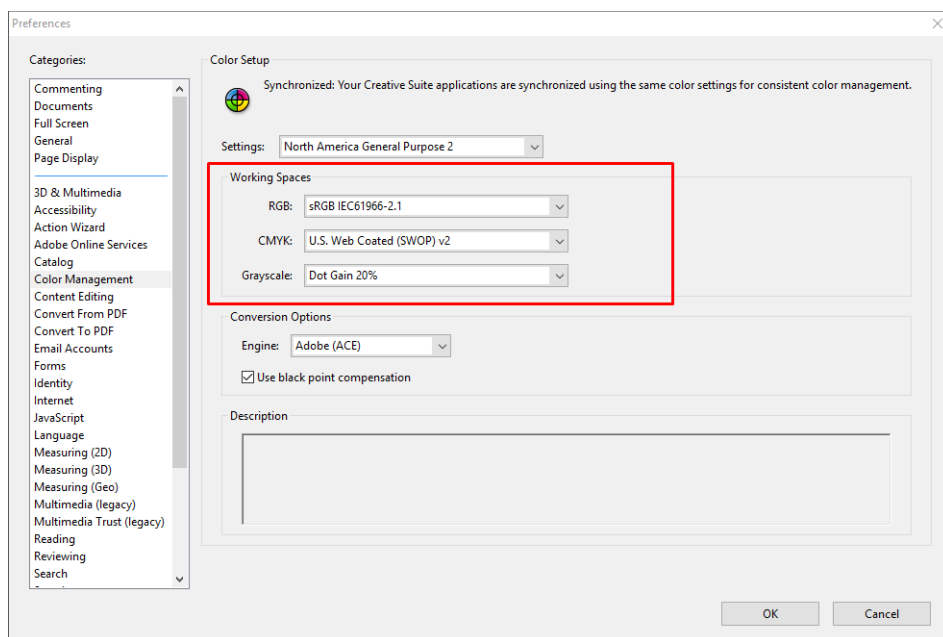 Preferences
Categories:
Commenting
Documents
Full Screen
General
Page Display
3D & Multimedia
Accessibility
Action Wizard
Adobe Online Services
Catalog
Color Management
Content Editing
Convert From PDF
Convert To PDF
Email Accounts
Forms
Identity
Internet
JavaScript
Language
Measuring (2D)
Measuring (3D)
Measuring (Geo)
Multimedia (legacy)
Multimedia Trust (legacy)
Reading
Reviewing
Search
Color Setup
Synchronized: Your Creative Suite applications are synchronized using the same color settings for consistent color management.
Settings: North America General Purpose 2
Working Spaces
RGB: sRGB IEC61966-2.1
CMYK: U.S. Web Coated (SWOP) v2
Grayscale: Dot Gain 20%
Conversion Options
Engine: Adobe (ACE)
Use black point compensation
Description
OK Cancel